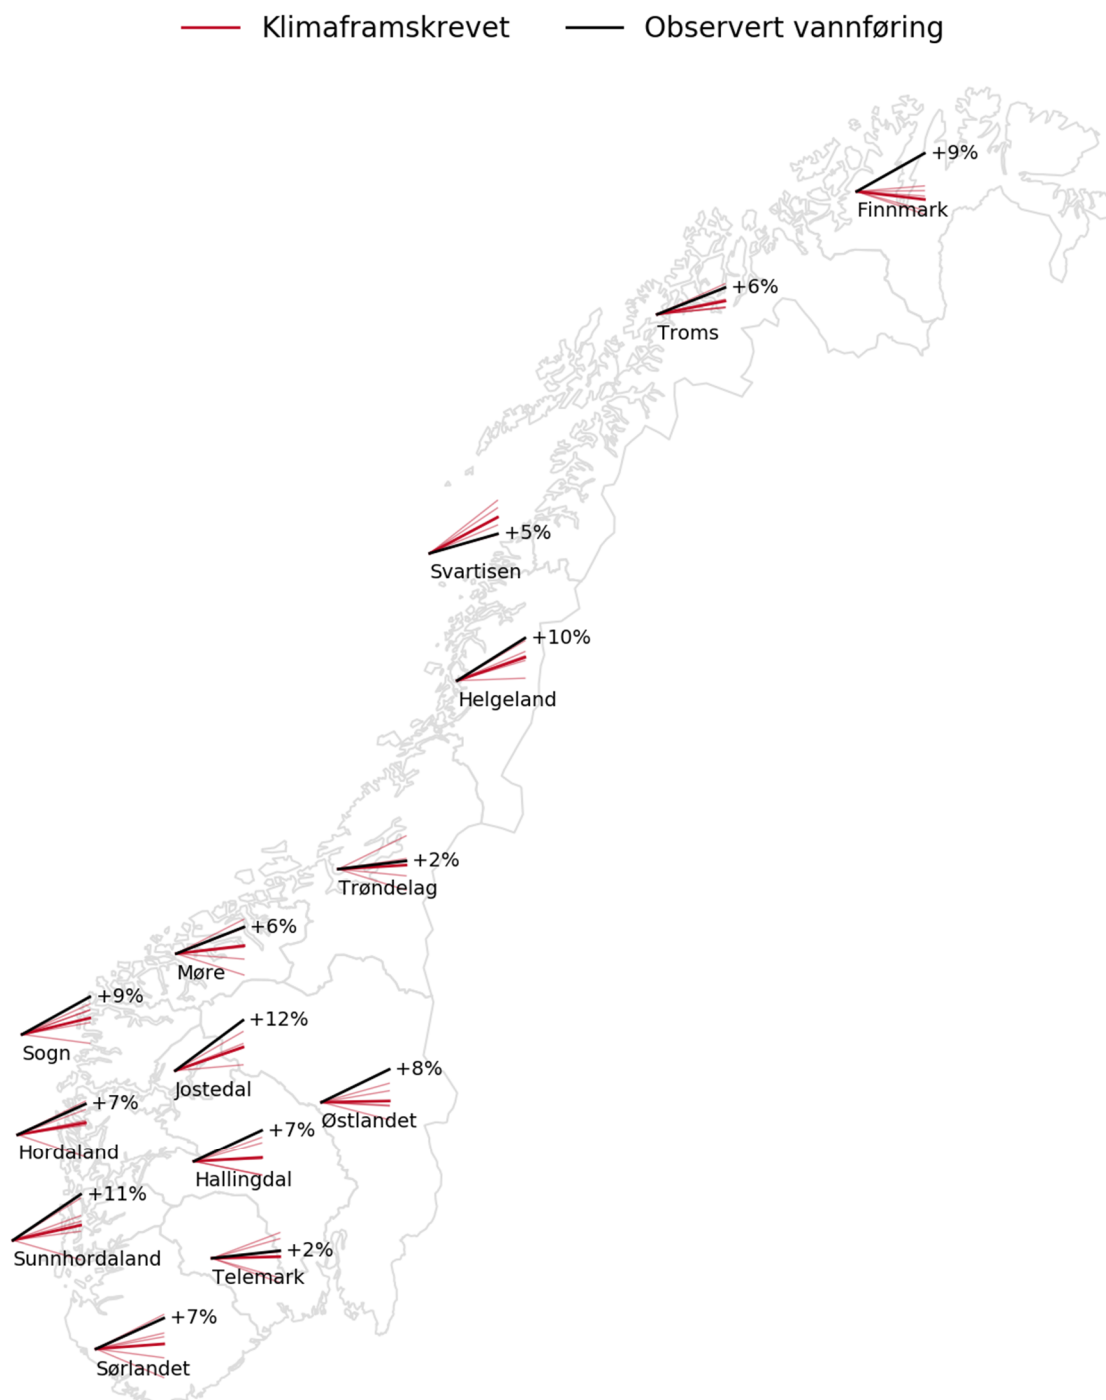 Klimaframskrevet
Observert vannføring
+9%
Finnmark
+6%
Troms
+5%
Svartisen
+10%
Helgeland
+2%
Trøndelag
+6%
Møre
+9%
Sogn
+12%
Jostedal
+8%
Østlandet
+7%
Hordaland
+7%
Hallingdal
+11%
Sunnhordaland
+2%
Telemark
+7%
Sørlandet